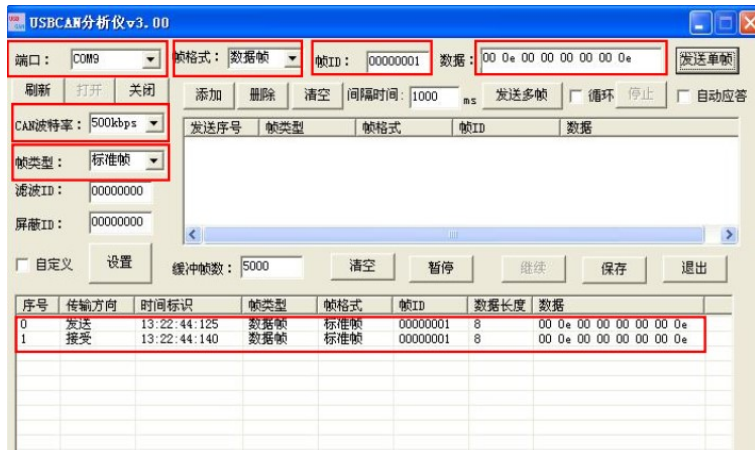 USBCAN分析仪v3.00
端口： COM9 帧格式： 数据帧 帧ID： 00000001 数据： 00 0e 00 00 00 00 00 0e 发送单帧
刷新 打开 关闭 添加 删除 清空 间隔时间: 1000 ms 发送多帧 循环 停止 自动应答
CAN波特率： 500kbps 发送序号 帧类型 帧格式 帧ID 数据
帧类型： 标准帧
滤波ID： 00000000
屏蔽ID： 00000000
自定义 设置 缓冲帧数： 5000 清空 暂停 继续 保存 退出
序号 传输方向 时间标识 帧类型 帧格式 帧ID 数据长度 数据
0 发送 13:22:44:125 数据帧 标准帧 00000001 8 00 0e 00 00 00 00 00 0e
1 接受 13:22:44:140 数据帧 标准帧 00000001 8 00 0e 00 00 00 00 00 0e